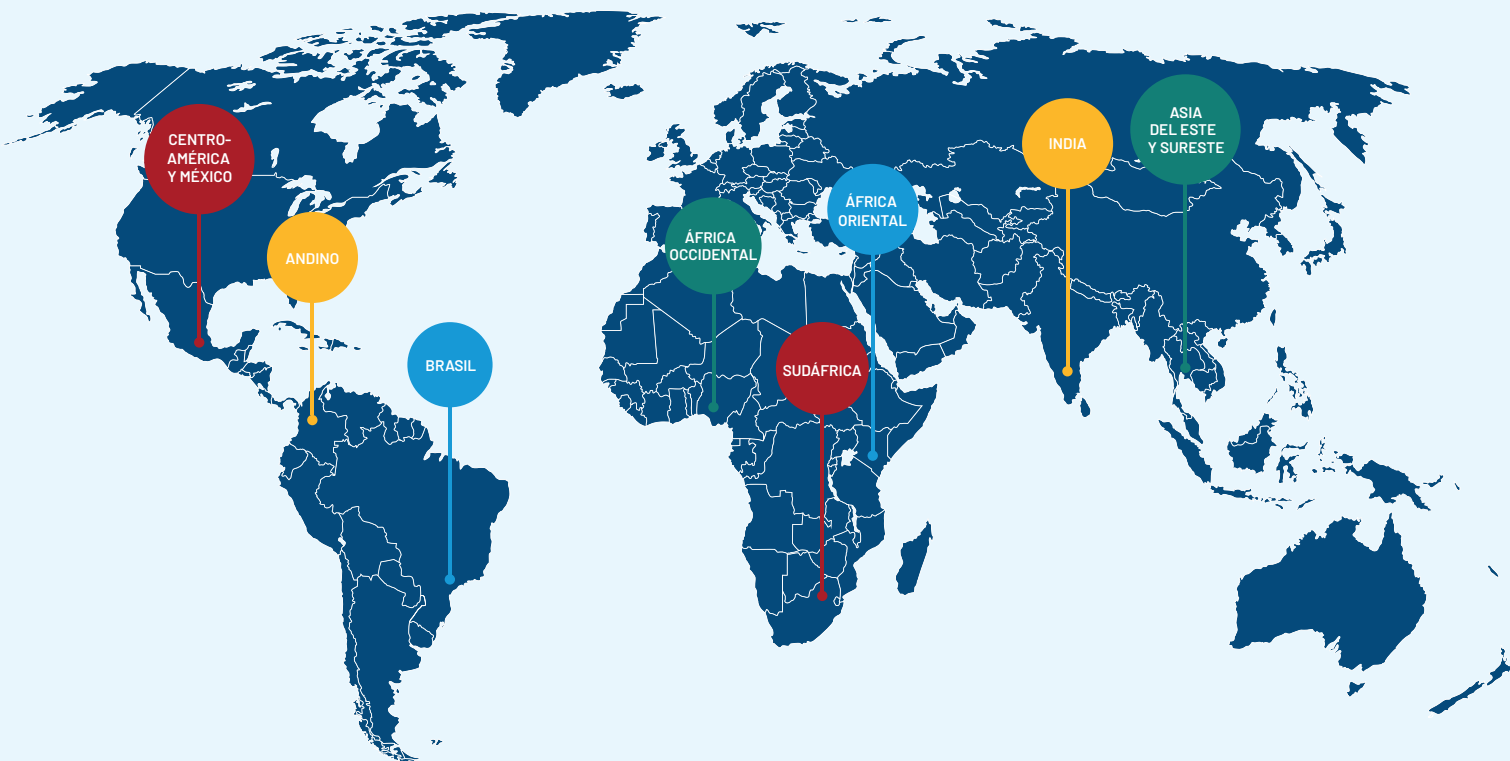 CENTRO-
AMÉRICA
Y MÉXICO
ANDINO
BRASIL
ÁFRICA
OCCIDENTAL
SUDÁFRICA
ÁFRICA
ORIENTAL
INDIA
ASIA
DEL ESTE
Y SURESTE